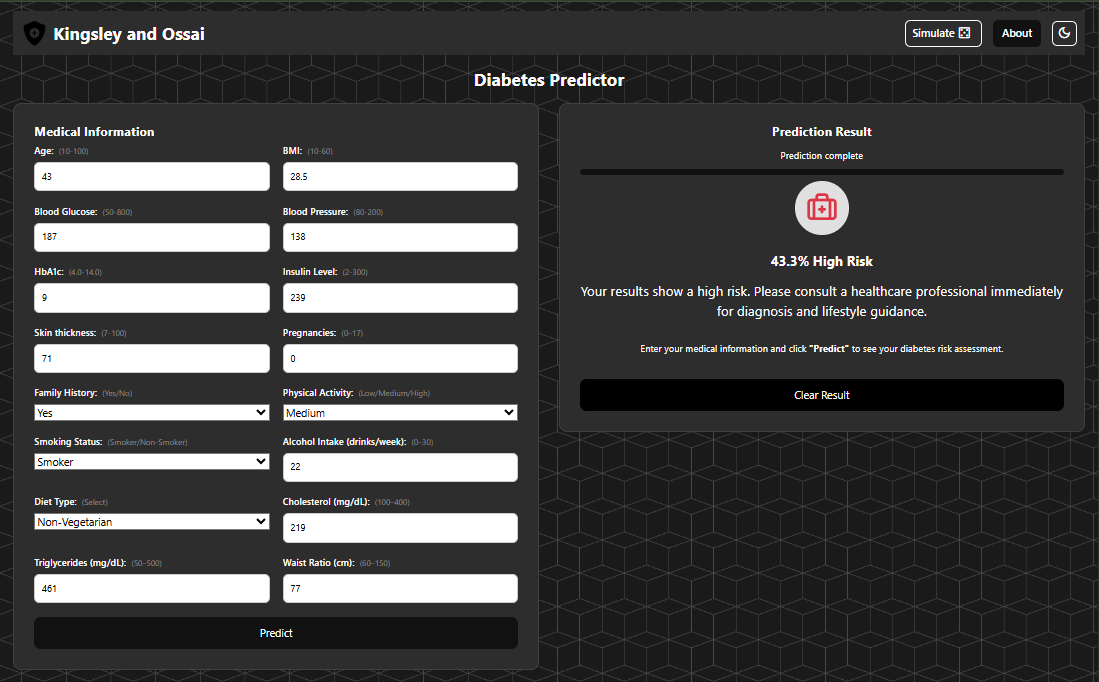 Kingsley and Ossai
Simulate
About
Diabetes Predictor
Medical Information
Age: (10-100)
BMI: (10-60)
43
28.5
Blood Glucose: (50-800)
Blood Pressure: (80-200)
187
138
HbA1c: (4.0-14.0)
Insulin Level: (2-300)
9
239
Skin thickness: (7-100)
Pregnancies: (0-17)
71
0
Family History: (Yes/No)
Physical Activity: (Low/Medium/High)
Yes
Medium
Smoking Status: (Smoker/Non-Smoker)
Alcohol Intake (drinks/week): (0-30)
Smoker
22
Diet Type: (Select)
Cholesterol (mg/dL): (100-400)
Non-Vegetarian
219
Triglycerides (mg/dL): (50-500)
Waist Ratio (cm): (60-150)
461
77
Predict
Prediction Result
Prediction complete
43.3% High Risk
Your results show a high risk. Please consult a healthcare professional immediately
for diagnosis and lifestyle guidance.
Enter your medical information and click "Predict" to see your diabetes risk assessment.
Clear Result